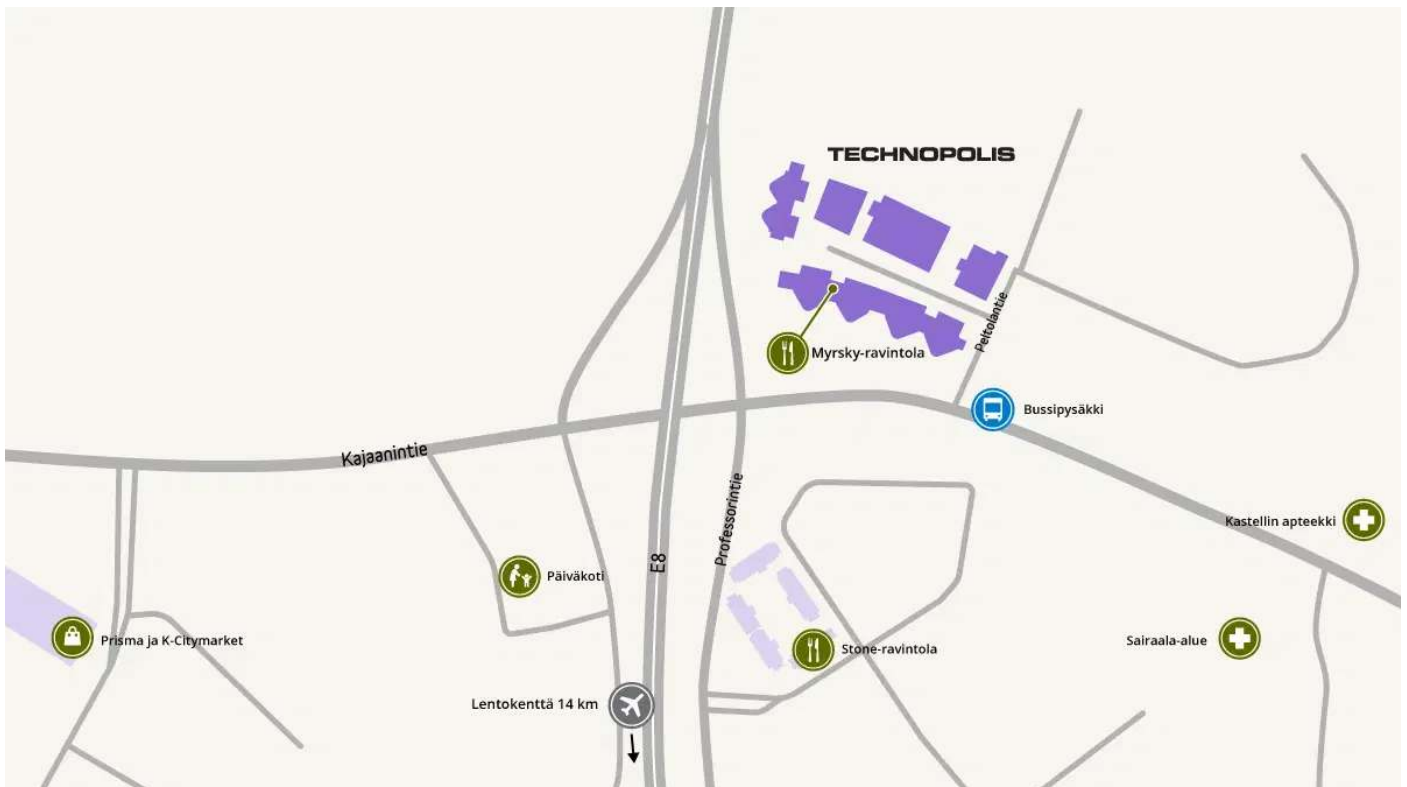 TECHNOPOLIS
Peltolantie
Myrsky-ravintola
Bussipysäkki
Kajaanintie
Professorintie
Kastellin apteekki
E8
Päiväkoti
Prisma ja K-Citymarket
Sairaala-alue
Stone-ravintola
Lentokenttä 14 km